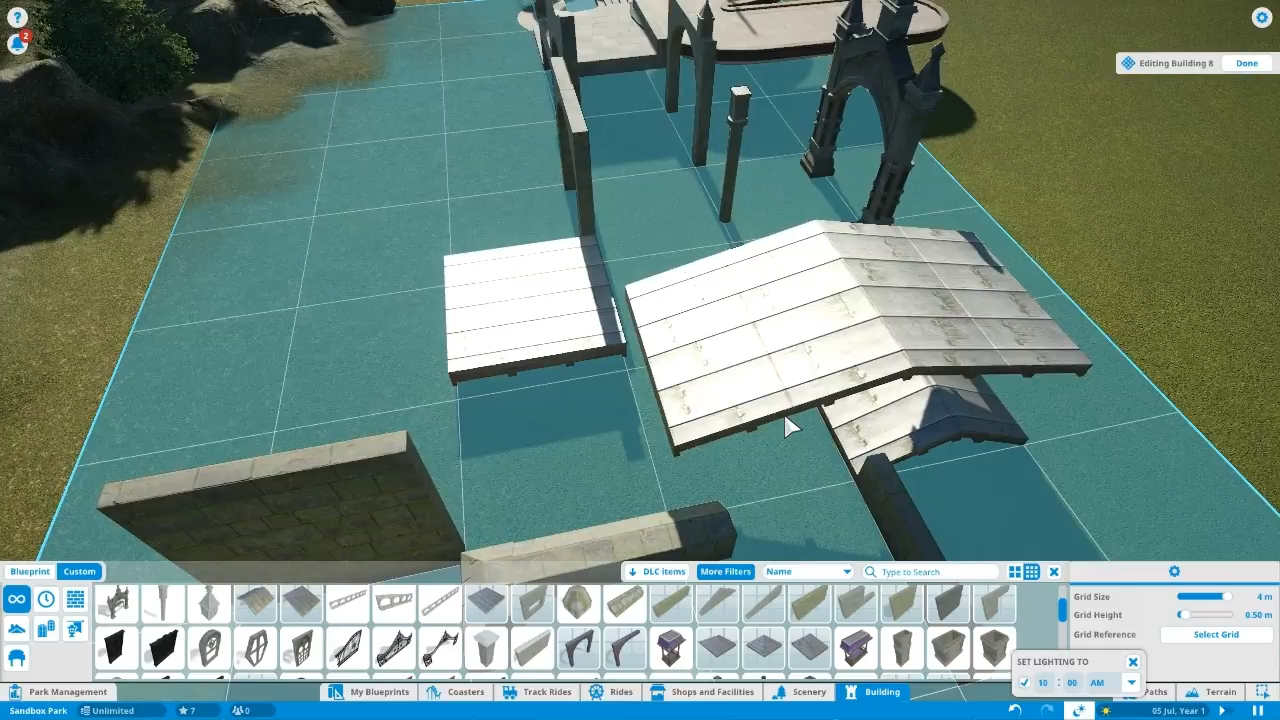 ?
2
Editing Building 8 Done
Blueprint Custom DLC items More Filters Name Type to Search
Grid Size 4 m
Grid Height 0.50 m
Grid Reference Select Grid
SET LIGHTING TO
10 : 00 AM
Park Management My Blueprints Coasters Track Rides Rides Shops and Facilities Scenery Building Paths Terrain
Sandbox Park Unlimited 7 0 05 Jul, Year 1